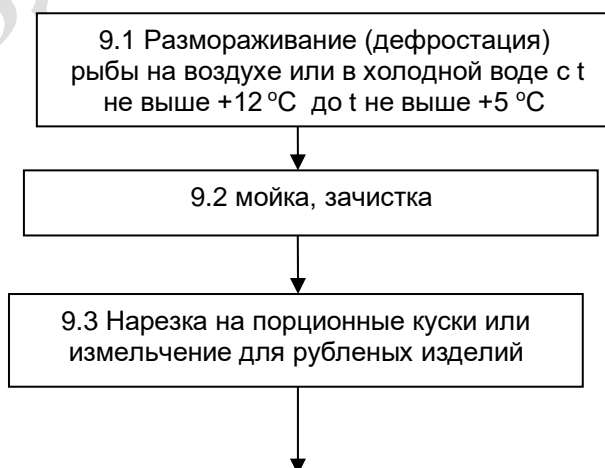 9.1 Размораживание (дефростация)
рыбы на воздухе или в холодной воде с t
не выше +12 °С до t не выше +5 °С
9.2 мойка, зачистка
9.3 Нарезка на порционные куски или
измельчение для рубленых изделий